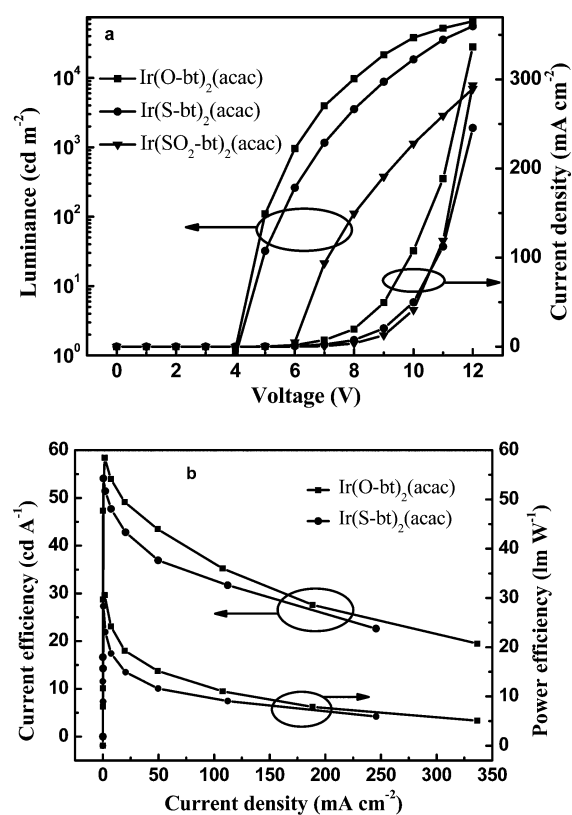 a
Ir(O-bt)₂(acac)
Ir(S-bt)₂(acac)
Ir(SO₂-bt)₂(acac)
Luminance (cd m⁻²)
10⁴
10³
10²
10¹
10⁰
Current density (mA cm⁻²)
300
200
100
0
0 2 4 6 8 10 12
Voltage (V)
b
Ir(O-bt)₂(acac)
Ir(S-bt)₂(acac)
Current efficiency (cd A⁻¹)
60
50
40
30
20
10
0
Power efficiency (lm W⁻¹)
60
50
40
30
20
10
0
0 50 100 150 200 250 300 350
Current density (mA cm⁻²)